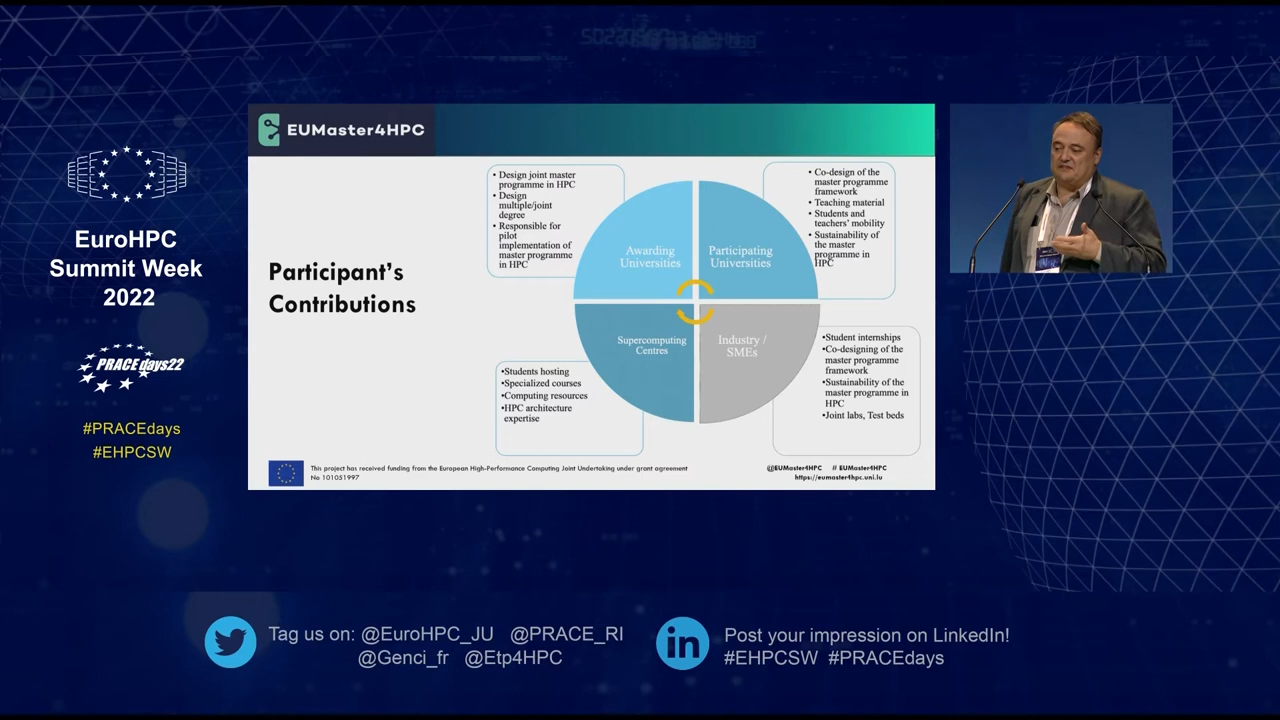 EuroHPC
Summit Week
2022
PRACEdays22
#PRACEdays
#EHPCSW
EUMaster4HPC
Participant's
Contributions
• Design joint master
programme in HPC
• Design
multiple/joint
degree
• Responsible for
pilot
implementation of
master programme
in HPC
Awarding
Universities
Participating
Universities
• Co-design of the
master programme
framework
• Teaching material
• Students and
teachers' mobility
• Sustainability of
the master
programme in
HPC
Supercomputing
Centres
Industry /
SMEs
•Students hosting
•Specialized courses
•Computing resources
•HPC architecture
expertise
•Student internships
•Co-designing of the
master programme
framework
•Sustainability of the
master programme in
HPC
•Joint labs, Test beds
This project has received funding from the European High-Performance Computing Joint Undertaking under grant agreement
No 101051997
@EUMaster4HPC # EUMaster4HPC
https://eumaster4hpc.uni.lu
Tag us on: @EuroHPC_JU @PRACE_RI
@Genci_fr @Etp4HPC
in
Post your impression on LinkedIn!
#EHPCSW #PRACEdays